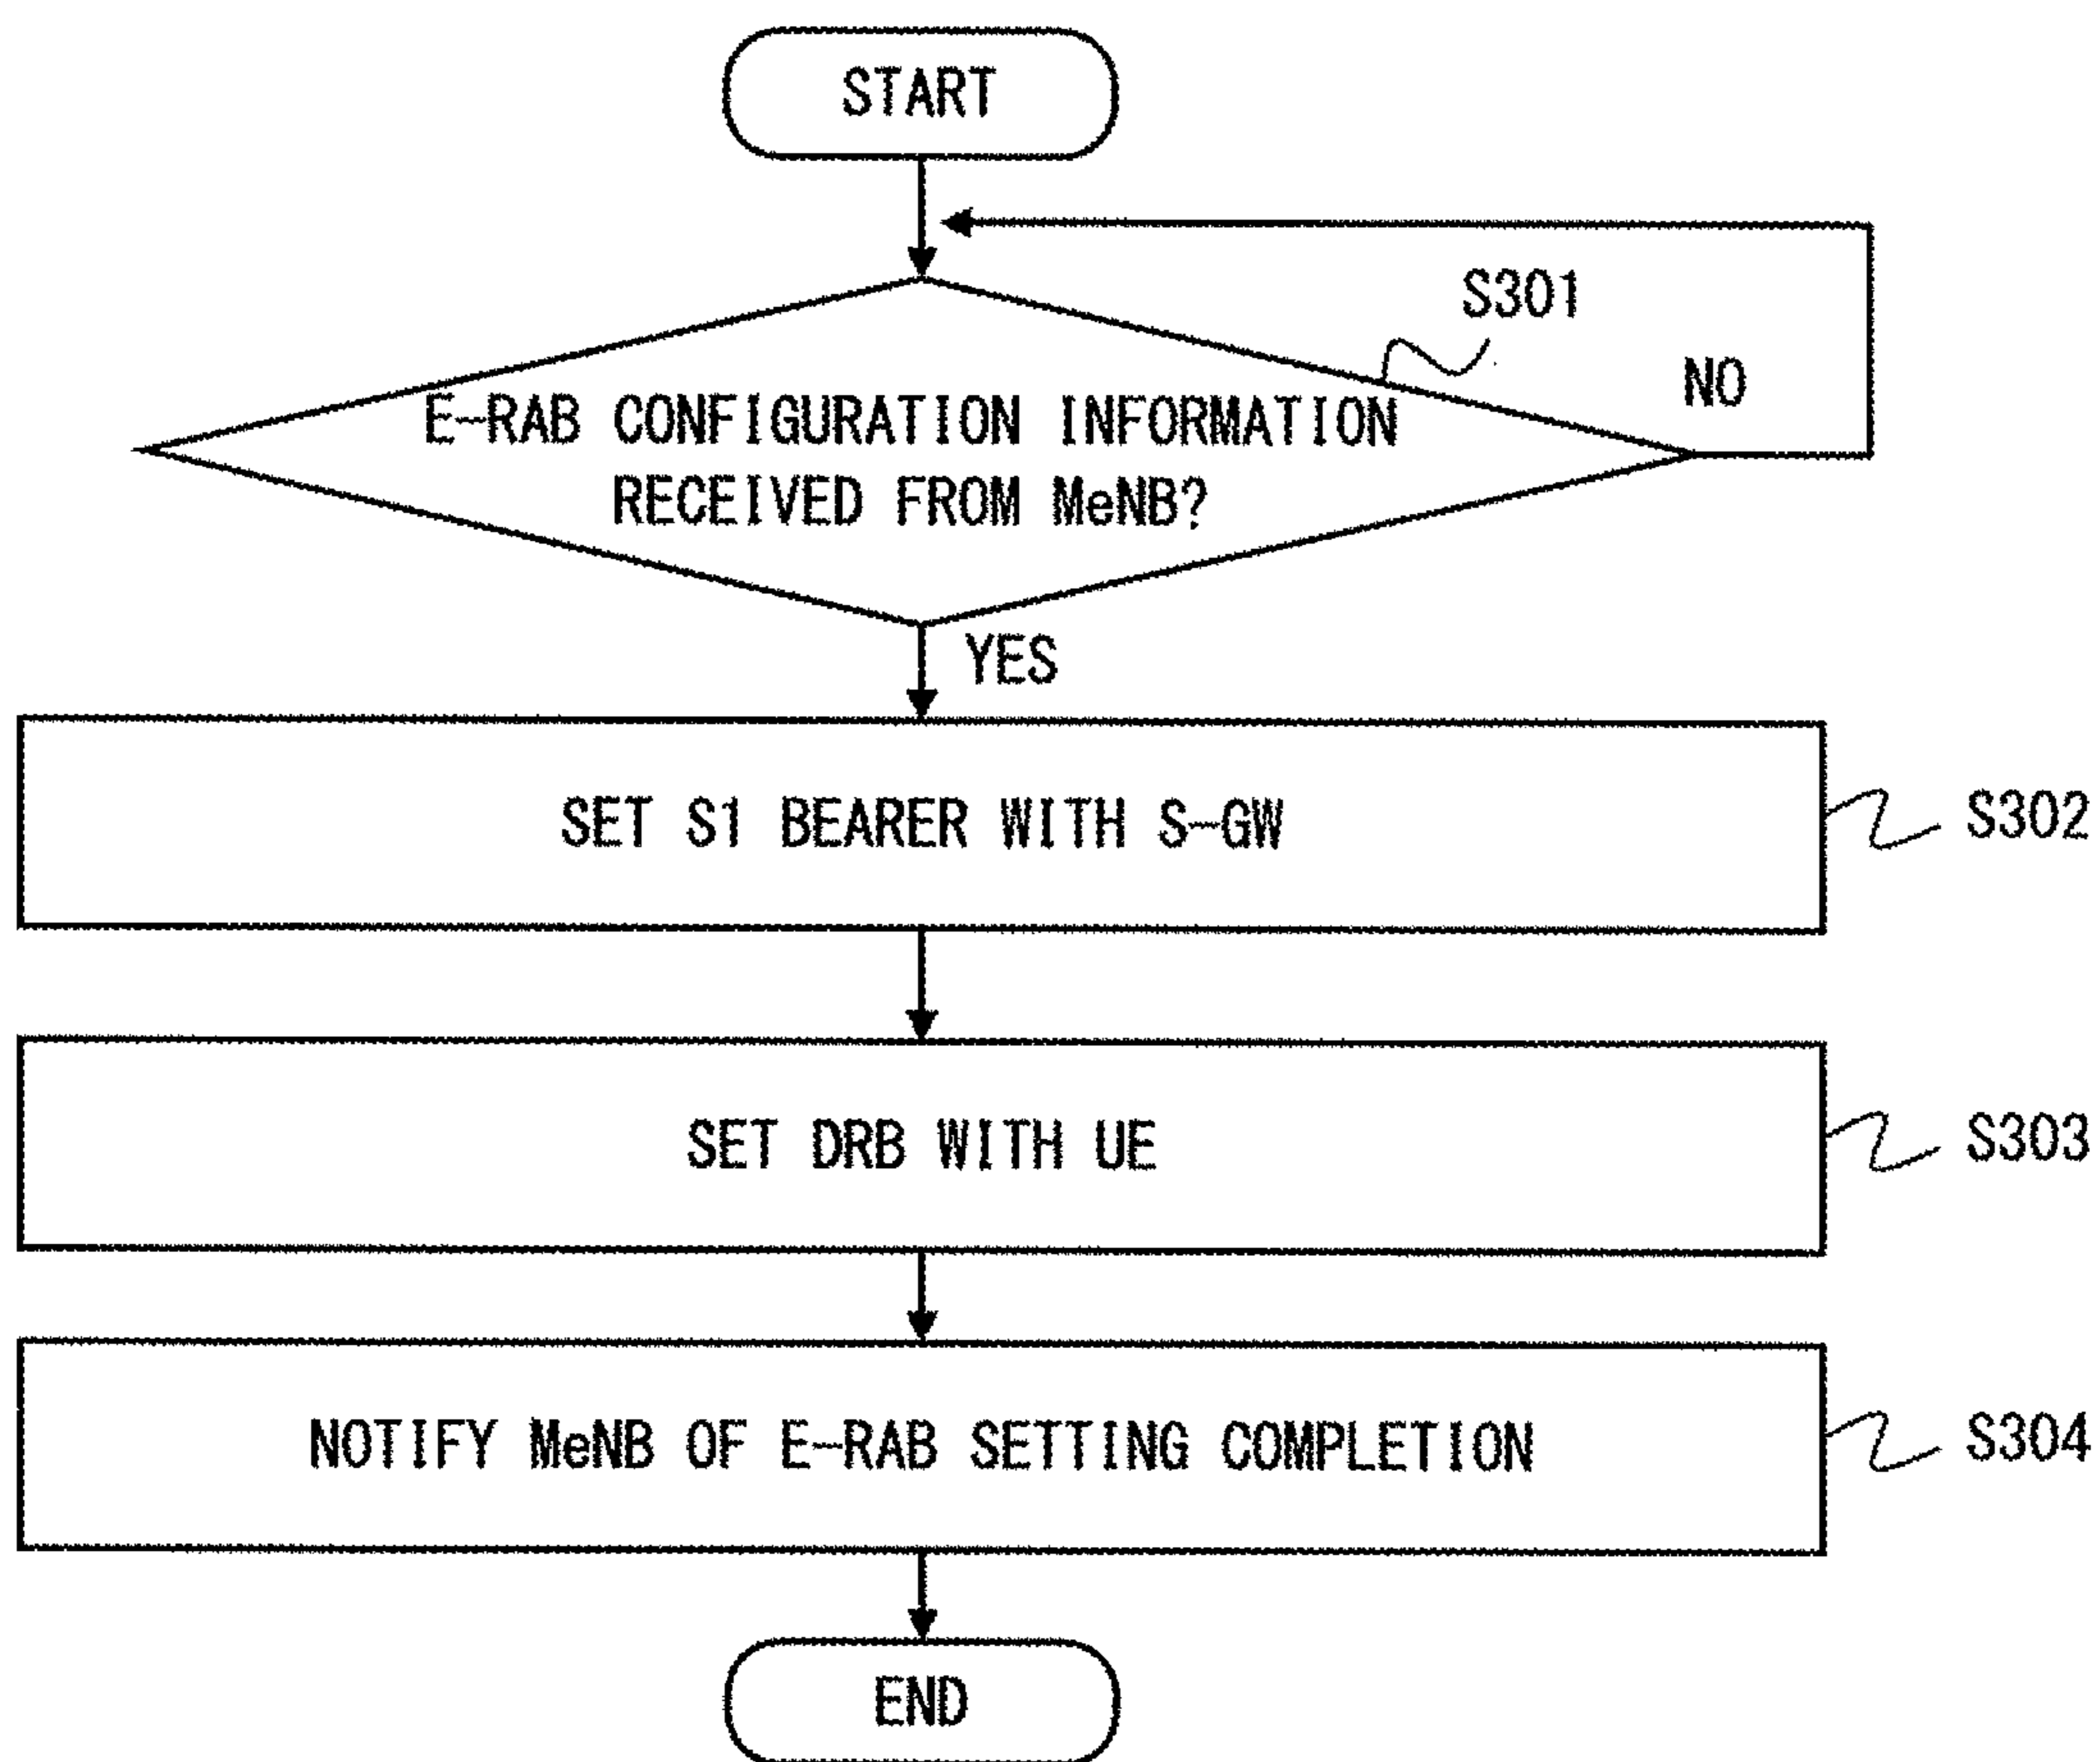 START
S301
NO
E-RAB CONFIGURATION INFORMATION
RECEIVED FROM MeNB?
YES
SET S1 BEARER WITH S-GW
S302
SET DRB WITH UE
S303
NOTIFY MeNB OF E-RAB SETTING COMPLETION
S304
END